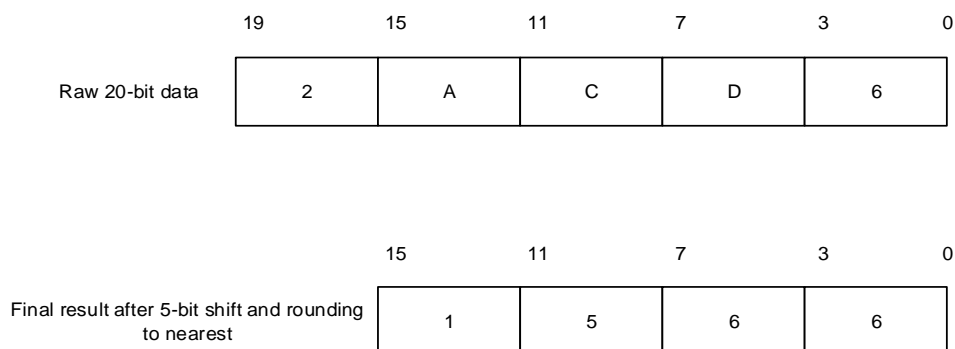 19 15 11 7 3 0
Raw 20-bit data 2 A C D 6
15 11 7 3 0
Final result after 5-bit shift and rounding
to nearest
1 5 6 6